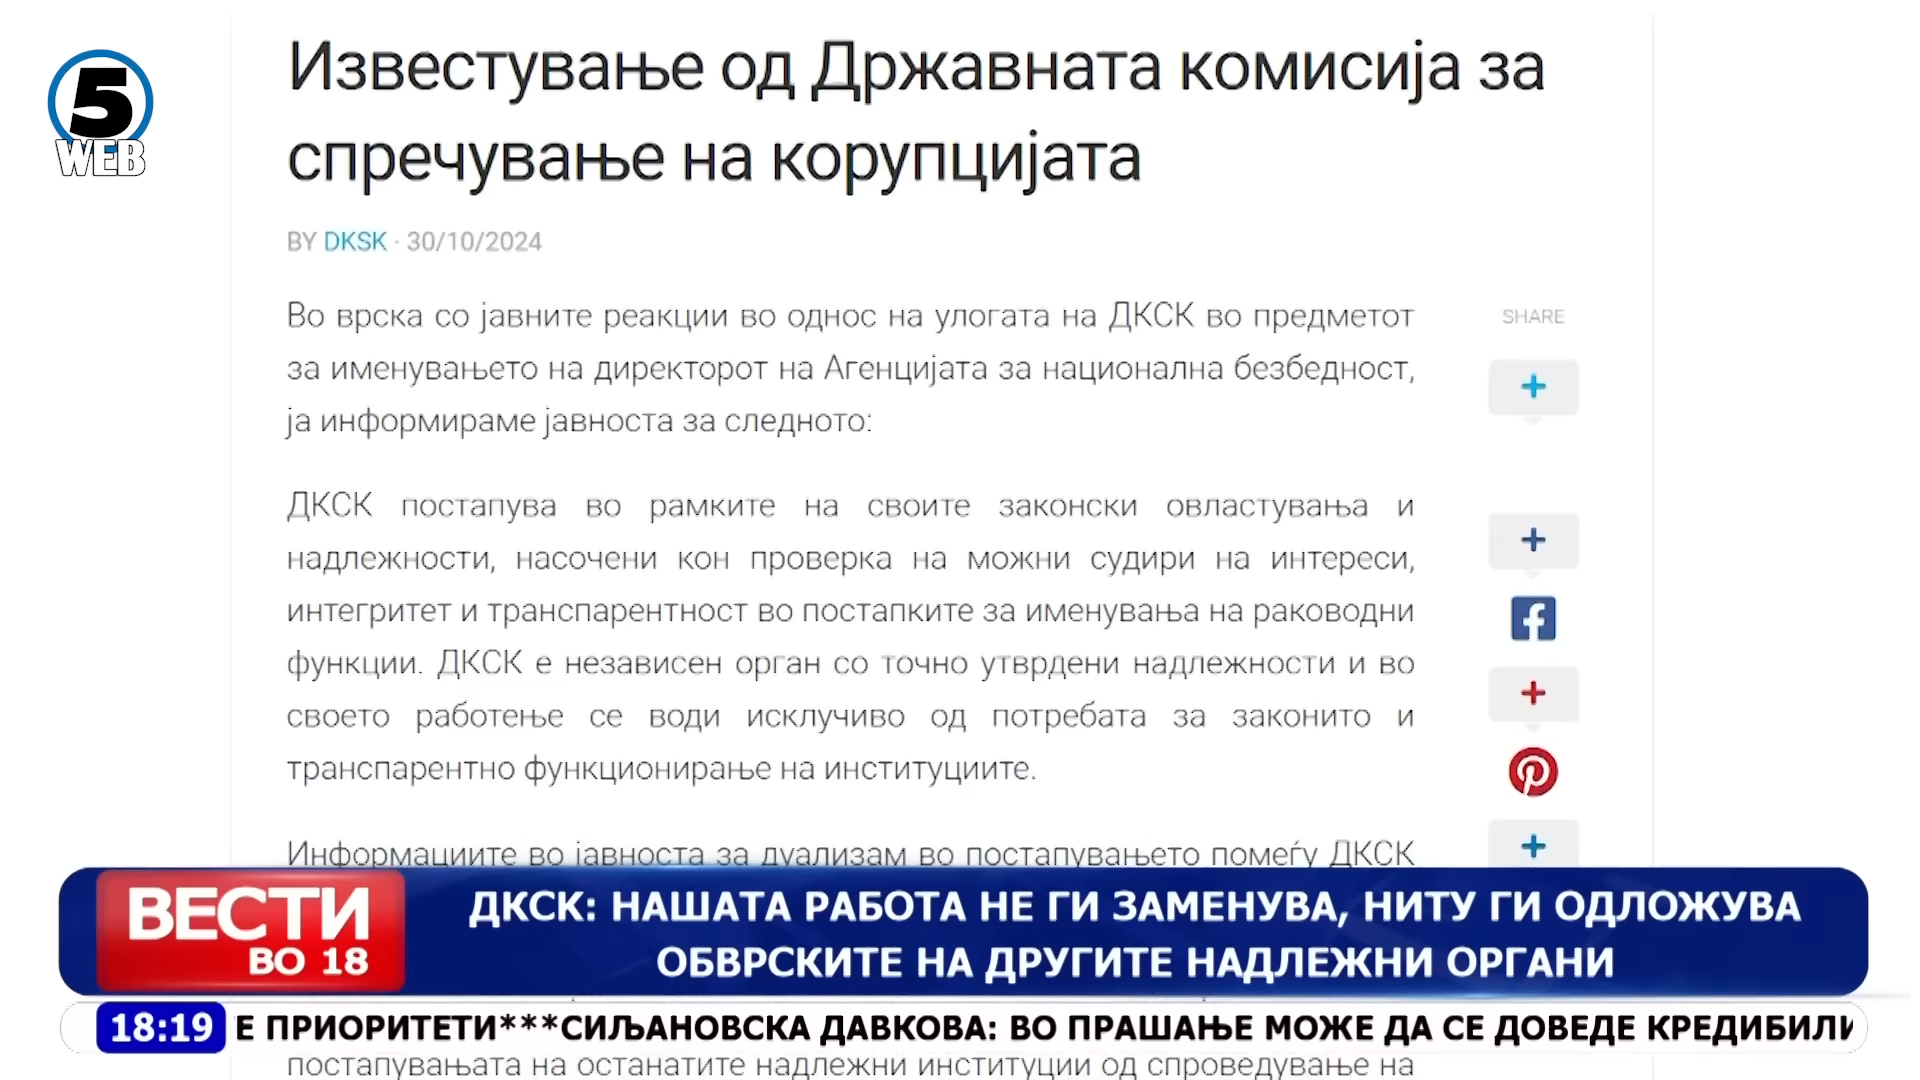 5
WEB
Известување од Државната комисија за
спречување на корупцијата
BY DKSK · 30/10/2024
Во врска со јавните реакции во однос на улогата на ДКСК во предметот
за именувањето на директорот на Агенцијата за национална безбедност,
ја информираме јавноста за следното:
SHARE
ДКСК постапува во рамките на своите законски овластувања и
надлежности, насочени кон проверка на можни судири на интереси,
интегритет и транспарентност во постапките за именувања на раководни
функции. ДКСК е независен орган со точно утврдени надлежности и во
своето работење се води исклучиво од потребата за законито и
транспарентно функционирање на институциите.
Информациите во јавноста за дуализам во постапувањето помеѓу ДКСК
ВЕСТИ
ВО 18
ДКСК: НАШАТА РАБОТА НЕ ГИ ЗАМЕНУВА, НИТУ ГИ ОДЛОЖУВА
ОБВРСКИТЕ НА ДРУГИТЕ НАДЛЕЖНИ ОРГАНИ
18:19
Е ПРИОРИТЕТИ***СИЉАНОВСКА ДАВКОВА: ВО ПРАШАЊЕ МОЖЕ ДА СЕ ДОВЕДЕ КРЕДИБИЛИ
постапувањата на останатите надлежни институции од спроведување на